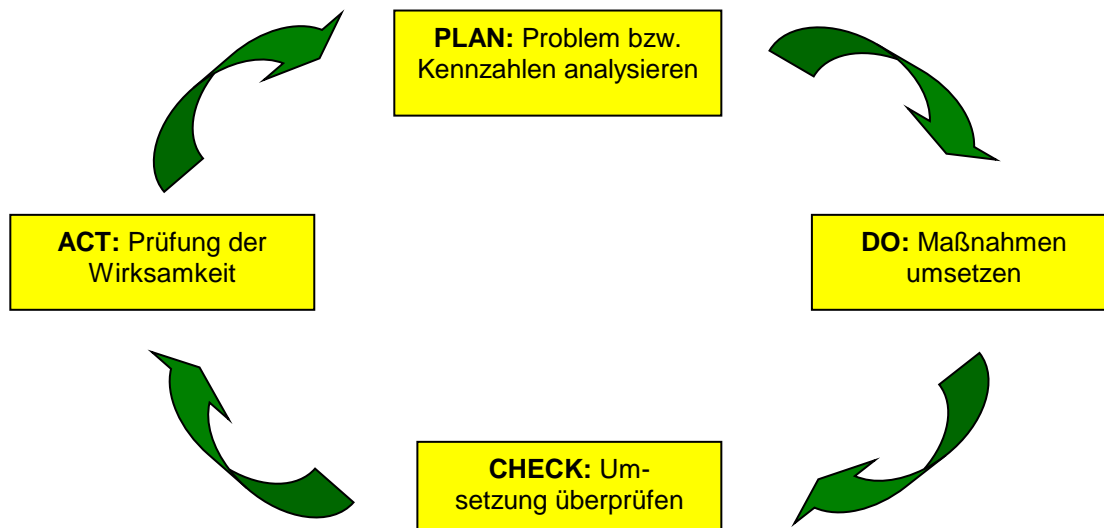 PLAN: Problem bzw.
Kennzahlen analysieren
ACT: Prüfung der
Wirksamkeit
DO: Maßnahmen
umsetzen
CHECK: Um-
setzung überprüfen